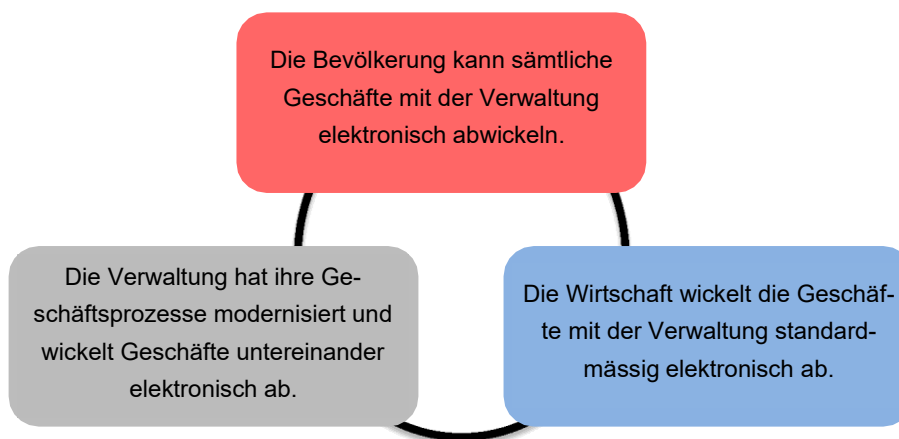 Die Bevölkerung kann sämtliche
Geschäfte mit der Verwaltung
elektronisch abwickeln.
Die Verwaltung hat ihre Ge-
schäftsprozesse modernisiert und
wickelt Geschäfte untereinander
elektronisch ab.
Die Wirtschaft wickelt die Geschäf-
te mit der Verwaltung standard-
mässig elektronisch ab.